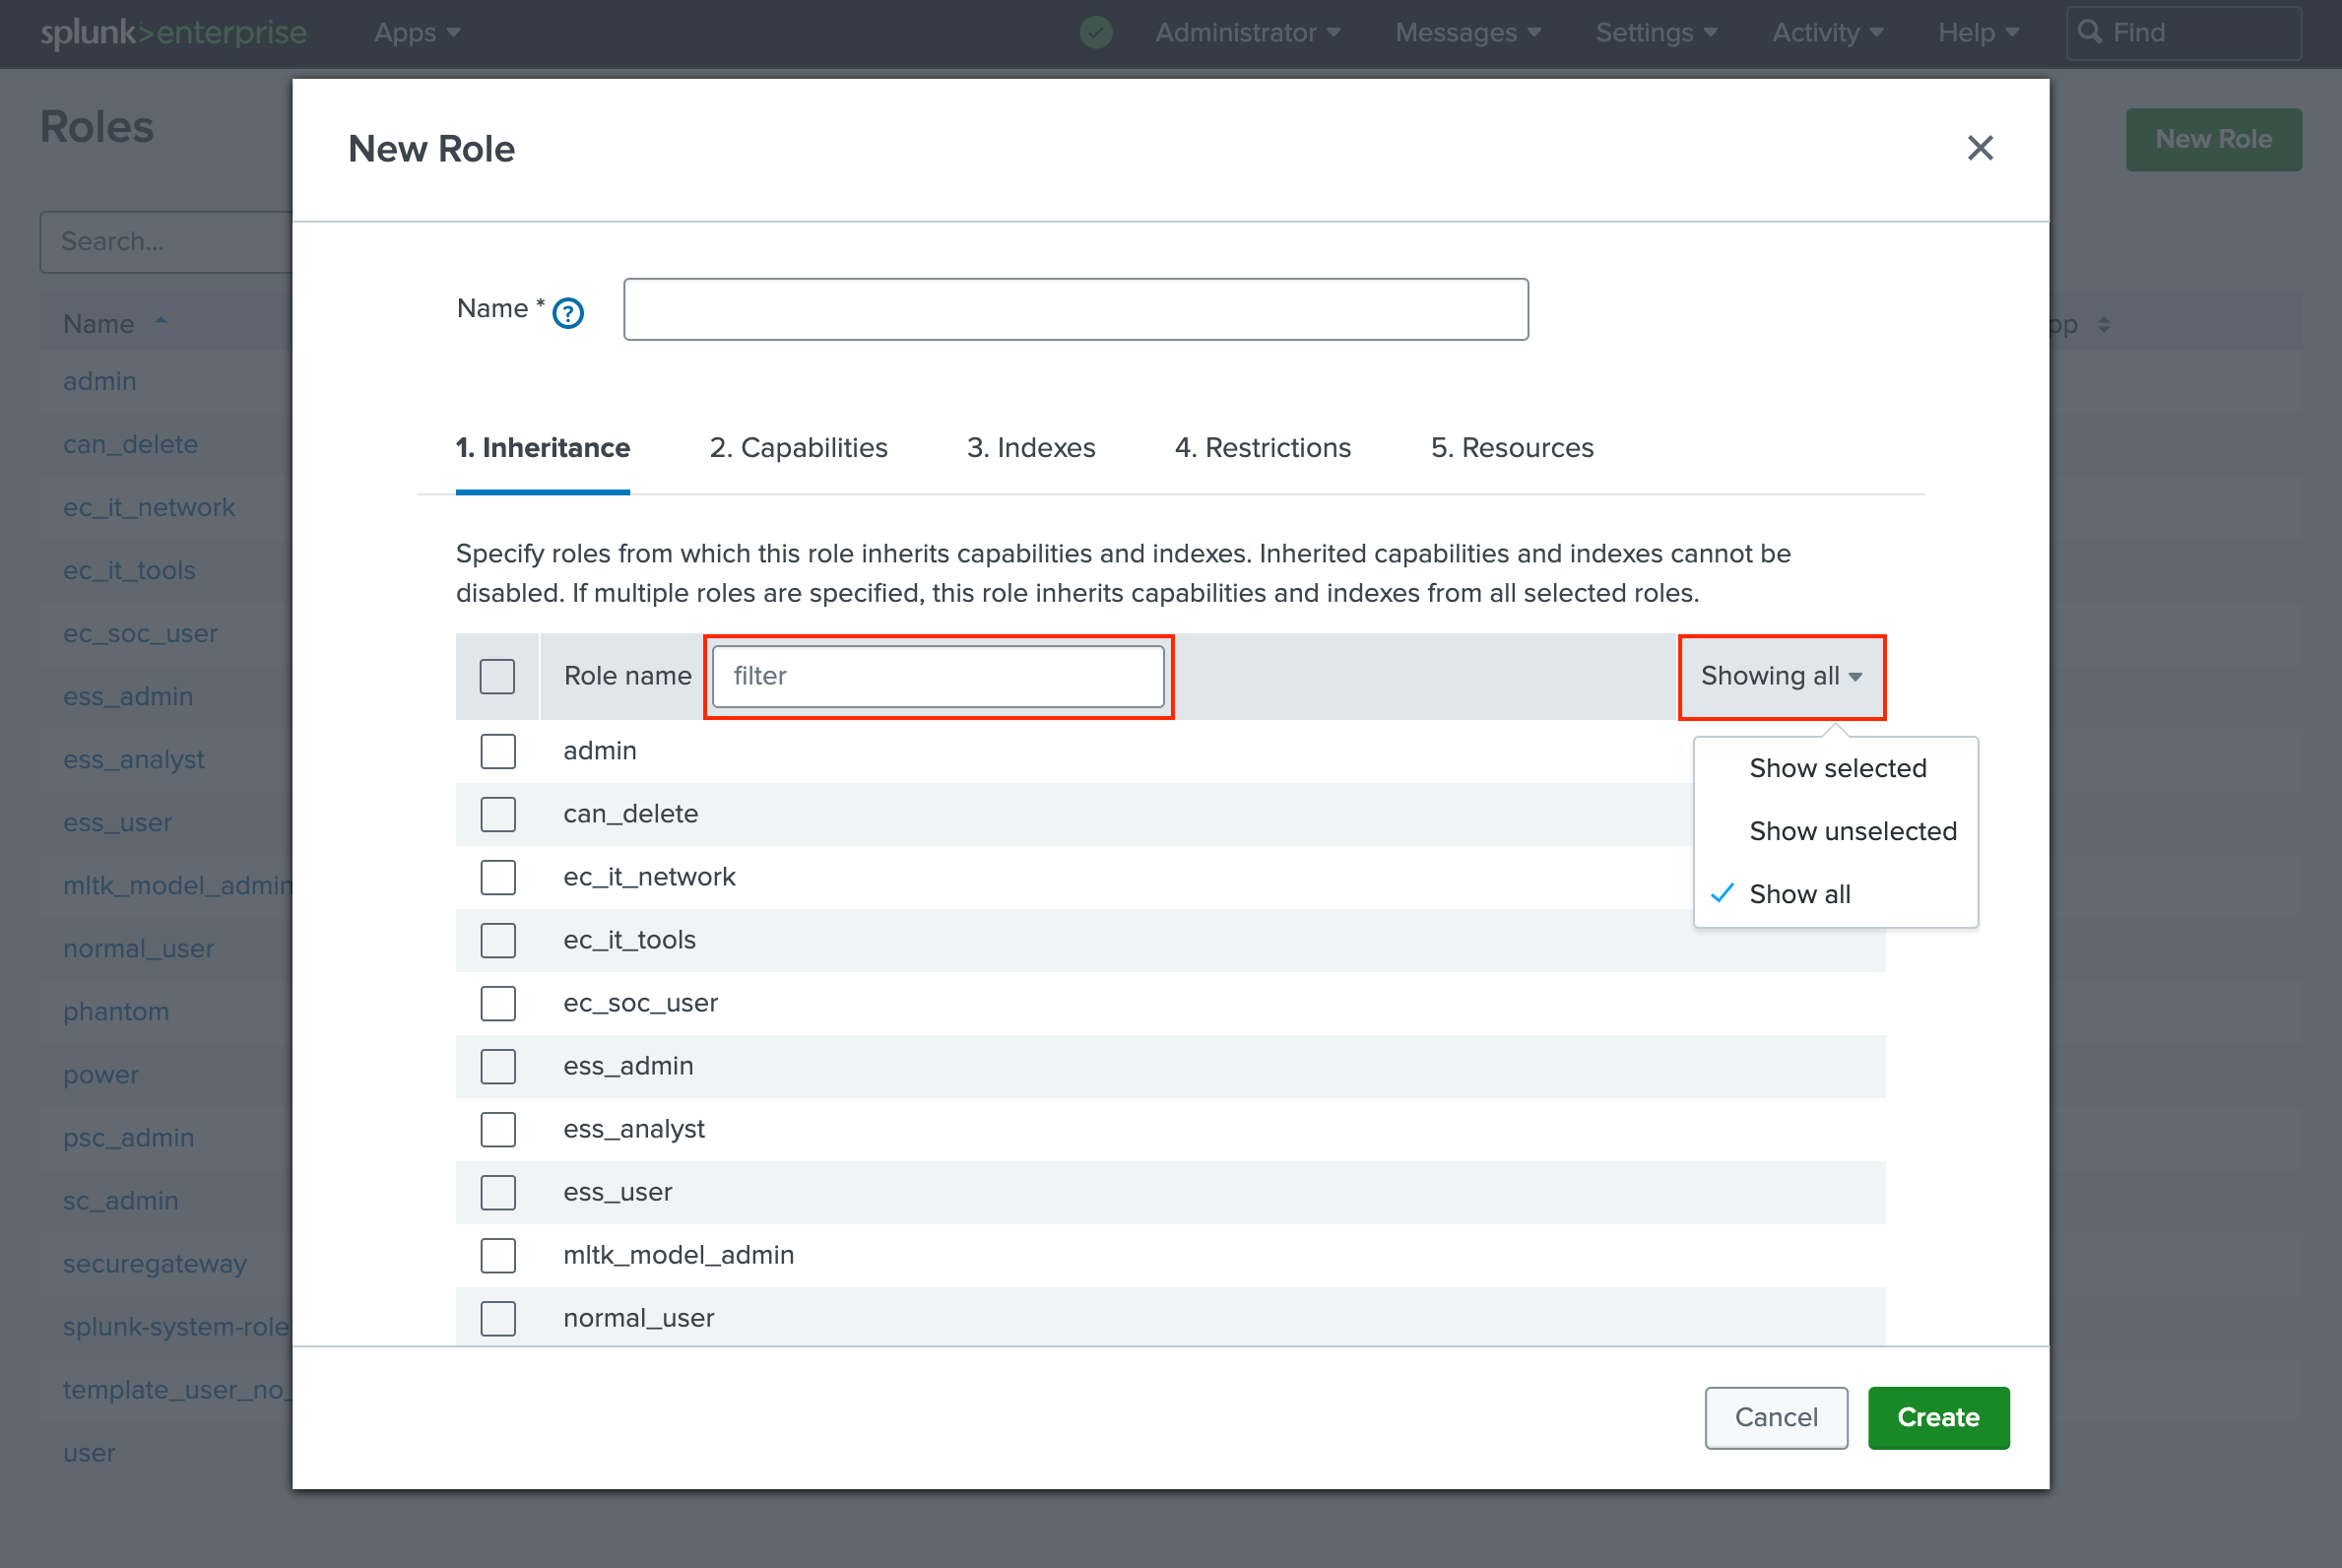 splunk>enterprise Apps Administrator Messages Settings Activity Help Find
Roles
New Role
Search...
Name
admin
can_delete
ec_it_network
ec_it_tools
ec_soc_user
ess_admin
ess_analyst
ess_user
mltk_model_admin
normal_user
phantom
power
psc_admin
sc_admin
securegateway
splunk-system-role
template_user_no_
user
pp
New Role
Name * ?
1. Inheritance 2. Capabilities 3. Indexes 4. Restrictions 5. Resources
Specify roles from which this role inherits capabilities and indexes. Inherited capabilities and indexes cannot be
disabled. If multiple roles are specified, this role inherits capabilities and indexes from all selected roles.
Role name filter Showing all
Show selected
Show unselected
Show all
admin
can_delete
ec_it_network
ec_it_tools
ec_soc_user
ess_admin
ess_analyst
ess_user
mltk_model_admin
normal_user
Cancel Create